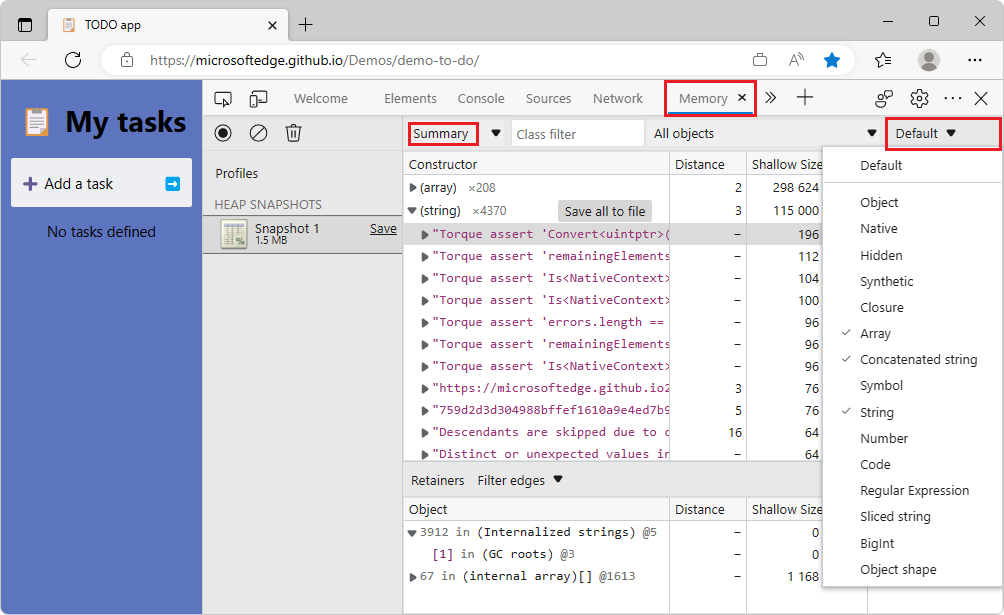 TODO app
https://microsoftedge.github.io/Demos/demo-to-do/
My tasks
Add a task
No tasks defined
Welcome Elements Console Sources Network Memory
Summary Class filter All objects Default
Profiles
HEAP SNAPSHOTS
Snapshot 1 Save
1.5 MB
Constructor Distance Shallow Size
(array) ×208 2 298 624
(string) ×4370 Save all to file 3 115 000
"Torque assert 'Convert<uintptr>( – 196
"Torque assert 'remainingElements – 112
"Torque assert 'Is<NativeContext> – 104
"Torque assert 'Is<NativeContext> – 100
"Torque assert 'errors.length == – 96
"Torque assert 'remainingElements – 96
"Torque assert 'Is<NativeContext> – 96
"https://microsoftedge.github.io2 3 76
"759d2d3d304988bffef1610a9e4ed7b9 5 76
"Descendants are skipped due to c 16 64
"Distinct or unexpected values in – 64
Retainers Filter edges
Object Distance Shallow Size
3912 in (Internalized strings) @5 – 0
[1] in (GC roots) @3 – 0
67 in (internal array)[] @1613 – 1 168
Default
Object
Native
Hidden
Synthetic
Closure
Array
Concatenated string
Symbol
String
Number
Code
Regular Expression
Sliced string
BigInt
Object shape